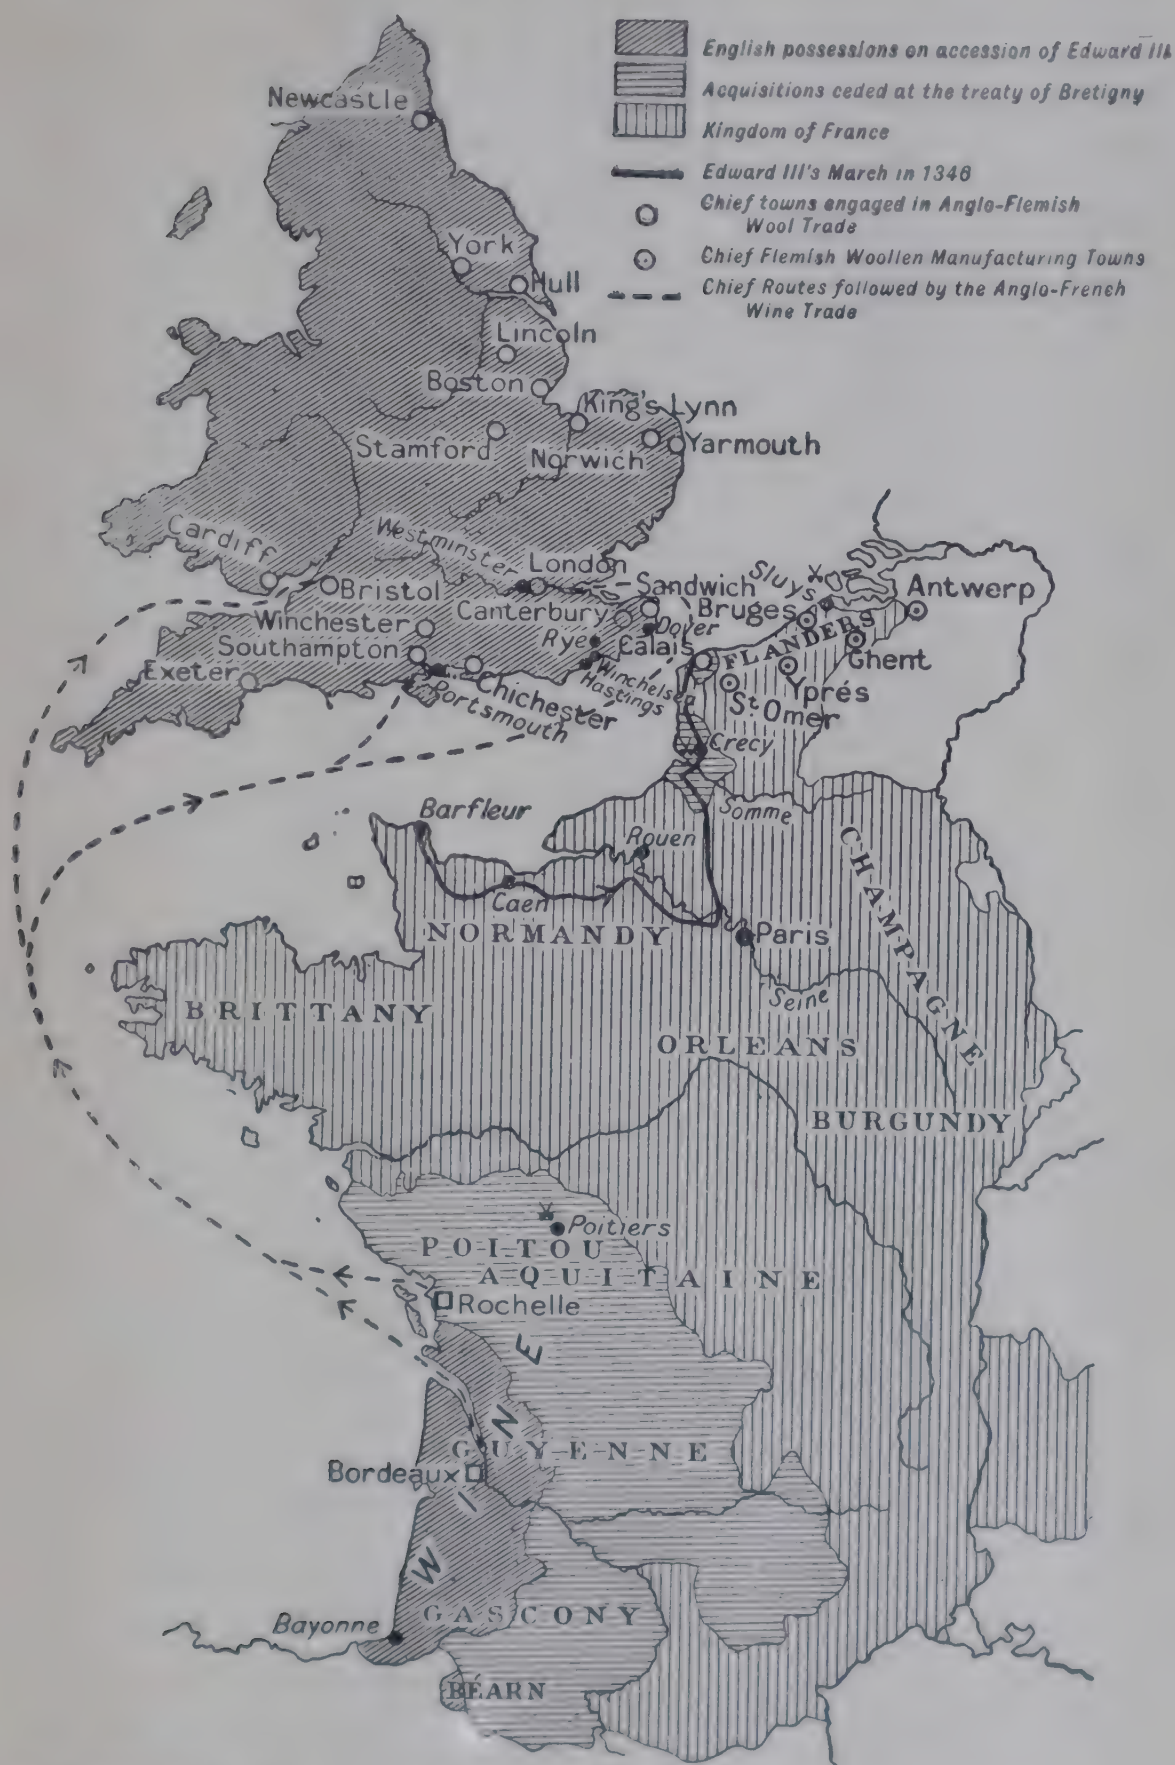 English possessions on accession of Edward III.
Acquisitions ceded at the treaty of Bretigny
Kingdom of France
Edward III's March in 1346
Chief towns engaged in Anglo-Flemish
Wool Trade
Chief Flemish Woollen Manufacturing Towns
Chief Routes followed by the Anglo-French
Wine Trade
Newcastle
York
Hull
Lincoln
Boston
King's Lynn
Stamford
Norwich
Yarmouth
Cardiff
Westminster
London
Bristol
Sandwich
Sluys
Antwerp
Canterbury
Bruges
Winchester
Rye
Dover
Southampton
Calais
FLANDERS
Ghent
Exeter
Winchelsea
Yprés
Portsmouth
Chichester
Hastings
St. Omer
Crecy
Somme
Barfleur
Rouen
CHAMPAGNE
Caen
NORMANDY
Paris
Seine
BRITTANY
ORLEANS
BURGUNDY
Poitiers
POITOU
AQUITAINE
Rochelle
WINE
GUYENNE
Bordeaux
GASCONY
Bayonne
BÉARN